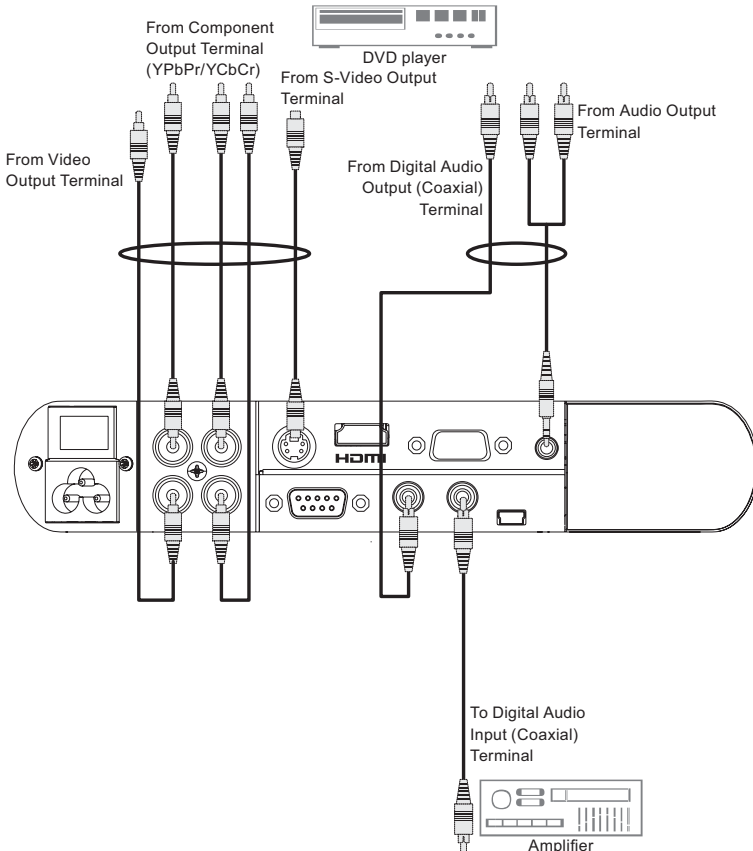 From Component
Output Terminal
(YPbPr/YCbCr)
DVD player
From S-Video Output
Terminal
From Audio Output
Terminal
From Video
Output Terminal
From Digital Audio
Output (Coaxial)
Terminal
HDMI
To Digital Audio
Input (Coaxial)
Terminal
Amplifier